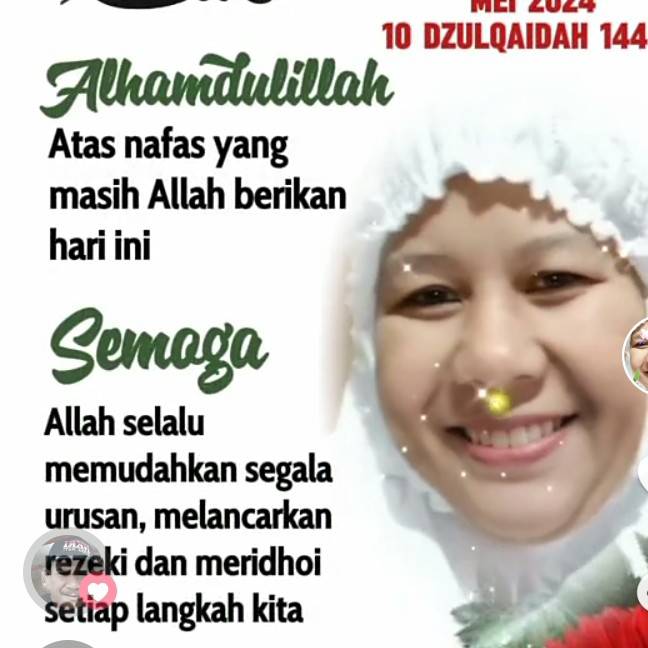 MEI 2024
10 DZULQAIDAH 144
Alhamdulillah
Atas nafas yang
masih Allah berikan
hari ini
Semoga
Allah selalu
memudahkan segala
urusan, melancarkan
rezeki dan meridhoi
setiap langkah kita